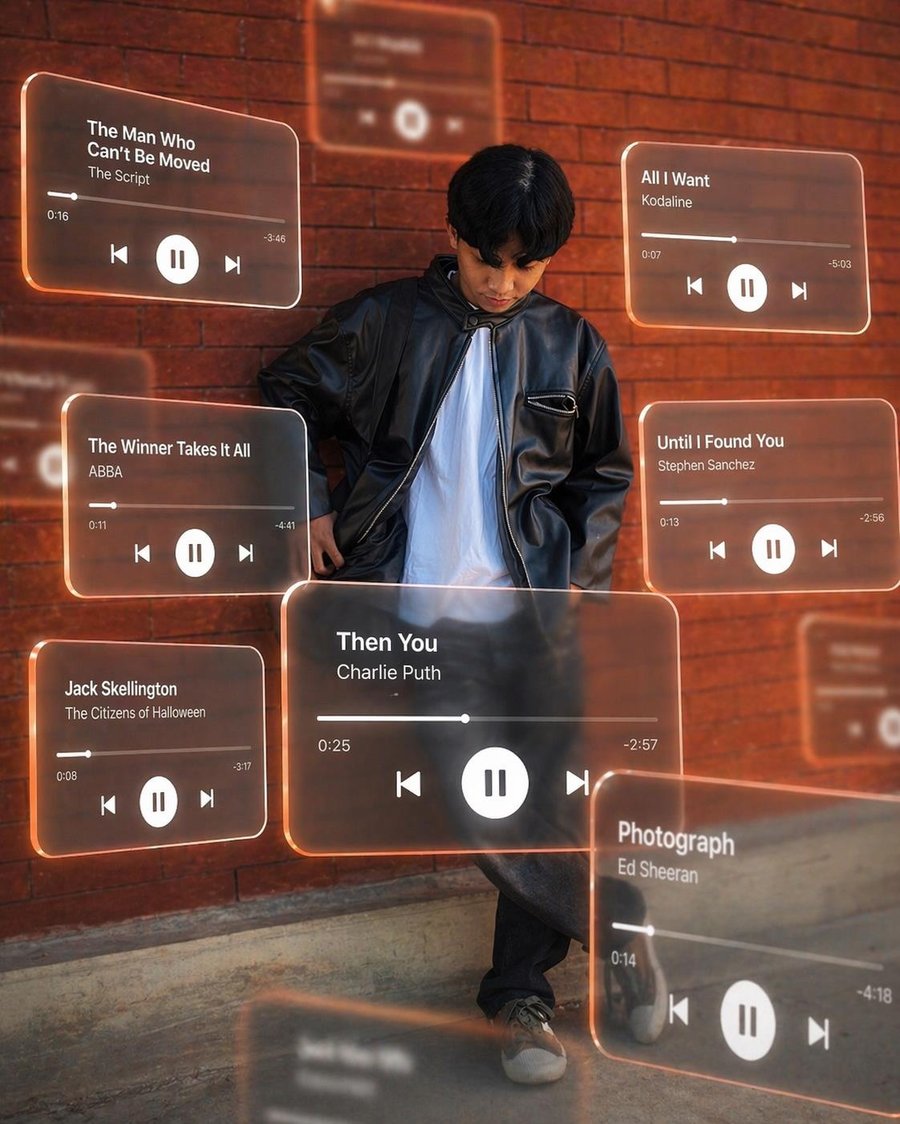 The Man Who
Can't Be Moved
The Script
0:16
-3:46
All I Want
Kodaline
0:07
-5:03
The Winner Takes It All
ABBA
0:11
-4:41
Until I Found You
Stephen Sanchez
0:13
-2:56
Jack Skellington
The Citizens of Halloween
0:08
-3:17
Then You
Charlie Puth
0:25
-2:57
Photograph
Ed Sheeran
0:14
-4:18